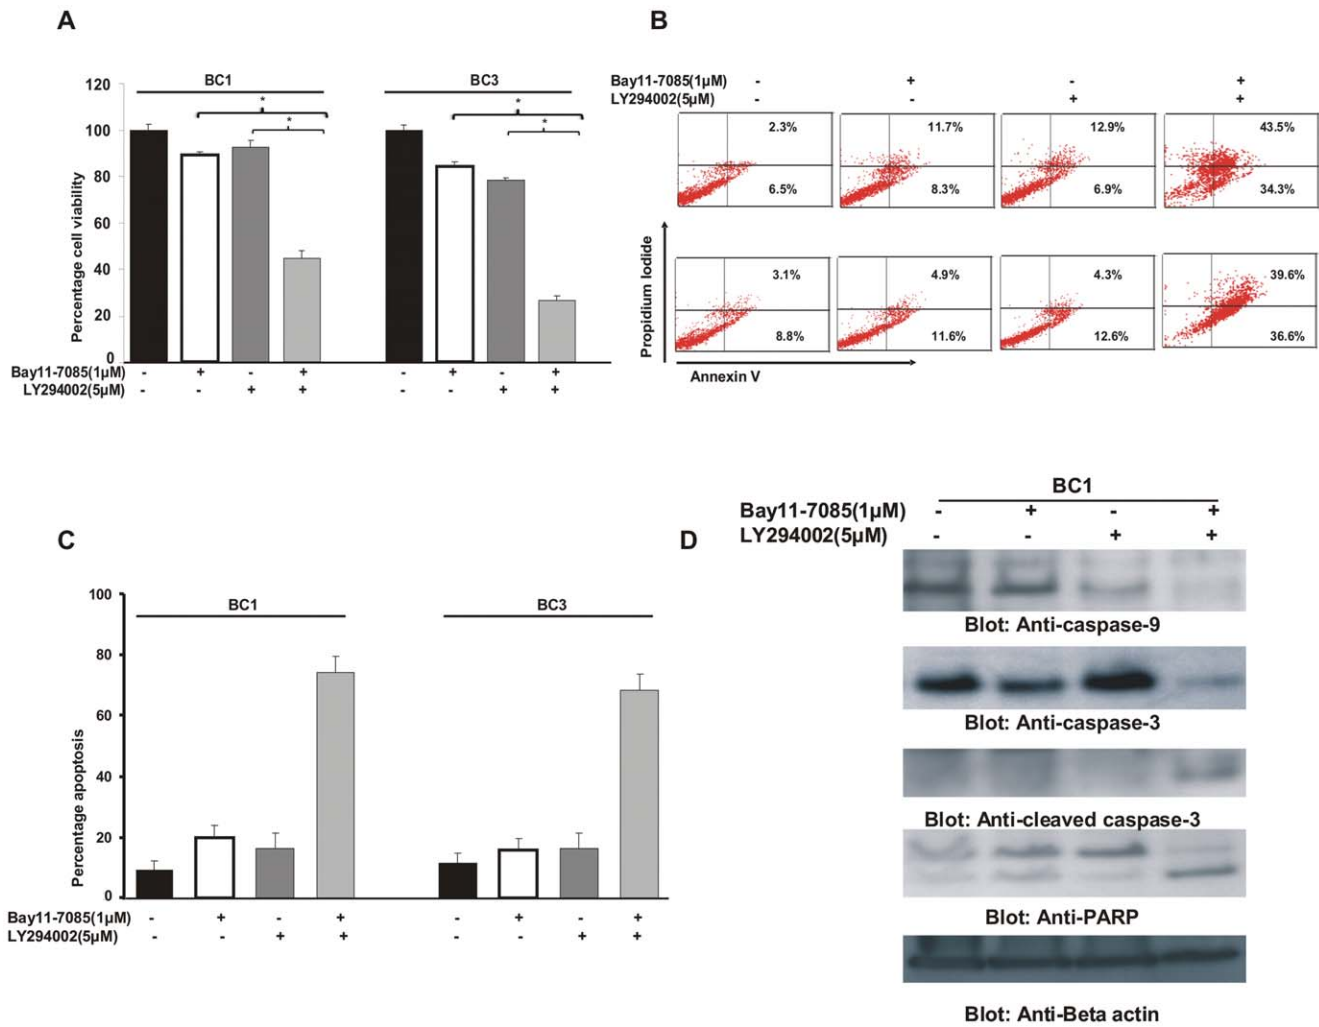 A
BC1
BC3
Percentage cell viability
120
100
80
60
40
20
0
* * * *
Bay11-7085(1µM) - + - + - + - +
LY294002(5µM) - - + + - - + +
B
Bay11-7085(1µM) - + - +
LY294002(5µM) - - + +
2.3% 11.7% 12.9% 43.5%
6.5% 8.3% 6.9% 34.3%
3.1% 4.9% 4.3% 39.6%
8.8% 11.6% 12.6% 36.6%
Propidium Iodide
Annexin V
C
BC1
BC3
Percentage apoptosis
100
80
60
40
20
0
Bay11-7085(1µM) - + - + - + - +
LY294002(5µM) - - + + - - + +
D
BC1
Bay11-7085(1µM) - + - +
LY294002(5µM) - - + +
Blot: Anti-caspase-9
Blot: Anti-caspase-3
Blot: Anti-cleaved caspase-3
Blot: Anti-PARP
Blot: Anti-Beta actin